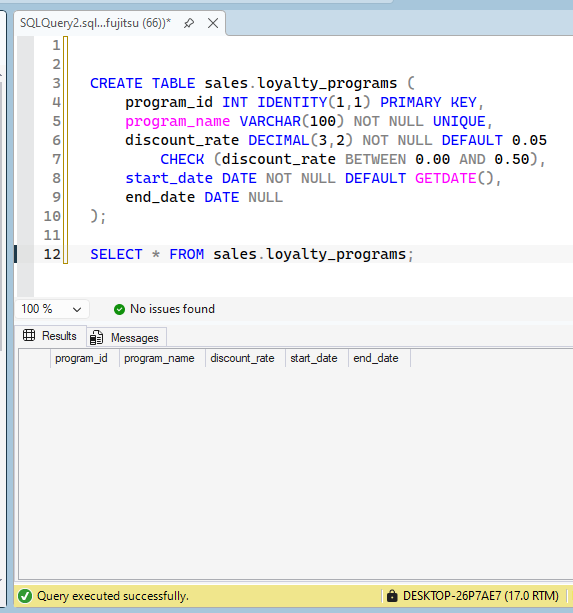 SQLQuery2.sql...fujitsu (66))*
1
2
3 CREATE TABLE sales.loyalty_programs (
4 program_id INT IDENTITY(1,1) PRIMARY KEY,
5 program_name VARCHAR(100) NOT NULL UNIQUE,
6 discount_rate DECIMAL(3,2) NOT NULL DEFAULT 0.05
7 CHECK (discount_rate BETWEEN 0.00 AND 0.50),
8 start_date DATE NOT NULL DEFAULT GETDATE(),
9 end_date DATE NULL
10 );
11
12 SELECT * FROM sales.loyalty_programs;
100 % No issues found
Results Messages
program_id program_name discount_rate start_date end_date
Query executed successfully. DESKTOP-26P7AE7 (17.0 RTM)